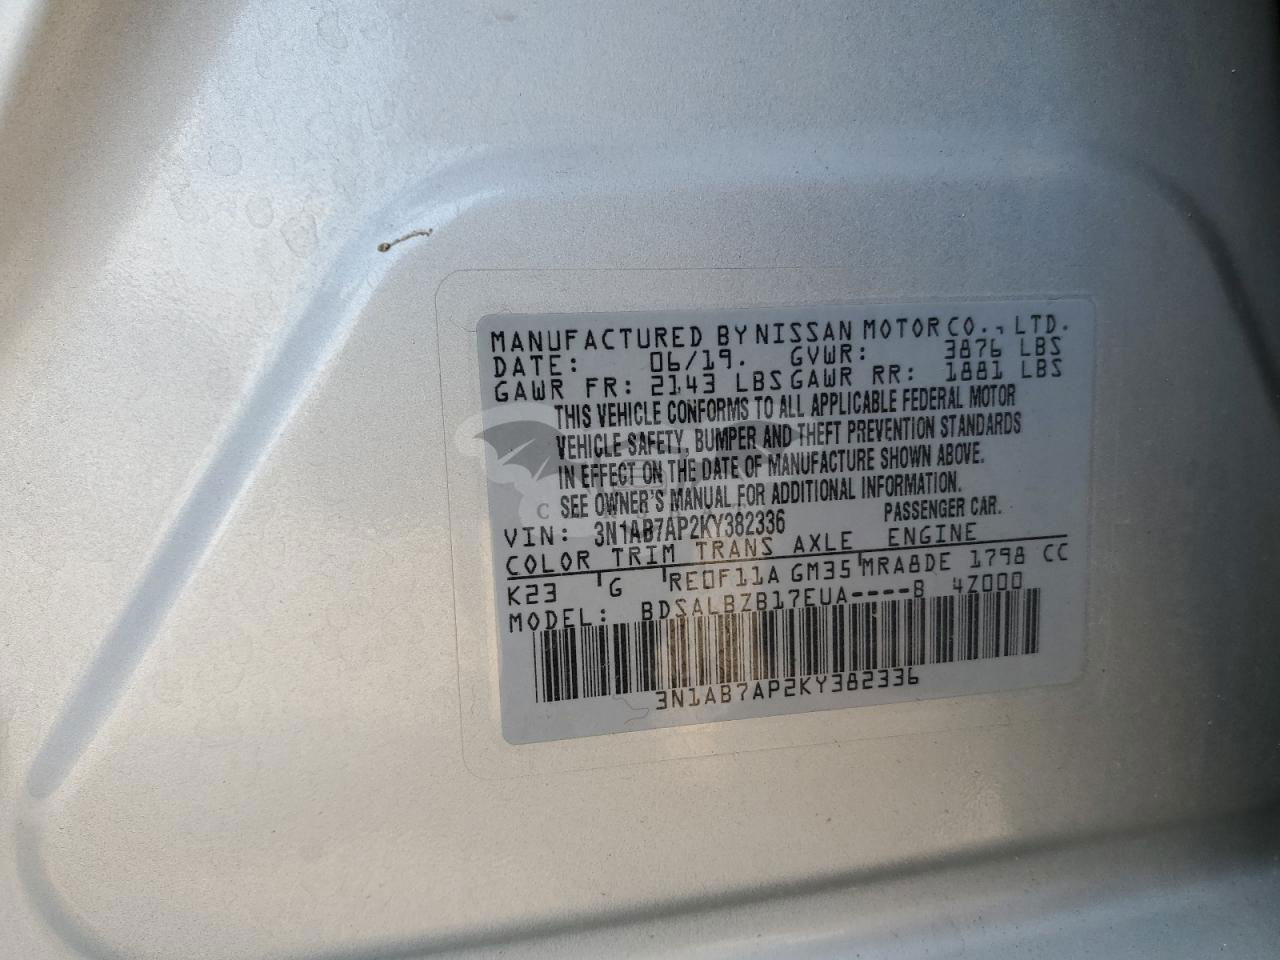 MANUFACTURED BY NISSAN MOTOR CO., LTD.
DATE: 06/19. GVWR: 3876 LBS
GAWR FR: 2143 LBS GAWR RR: 1881 LBS
THIS VEHICLE CONFORMS TO ALL APPLICABLE FEDERAL MOTOR
VEHICLE SAFETY, BUMPER AND THEFT PREVENTION STANDARDS
IN EFFECT ON THE DATE OF MANUFACTURE SHOWN ABOVE.
SEE OWNER'S MANUAL FOR ADDITIONAL INFORMATION.
VIN: 3N1AB7AP2KY382336 PASSENGER CAR.
COLOR TRIM TRANS AXLE ENGINE
K23 G RE0F11A GM35 MRA8DE 1798 CC
MODEL: BDSALBZB17EUA----B 4Z000
3N1AB7AP2KY382336